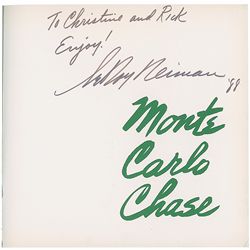 To Christine and Rick
Enjoy!
LeRoy Neiman '88
Monte
Carlo
Chase